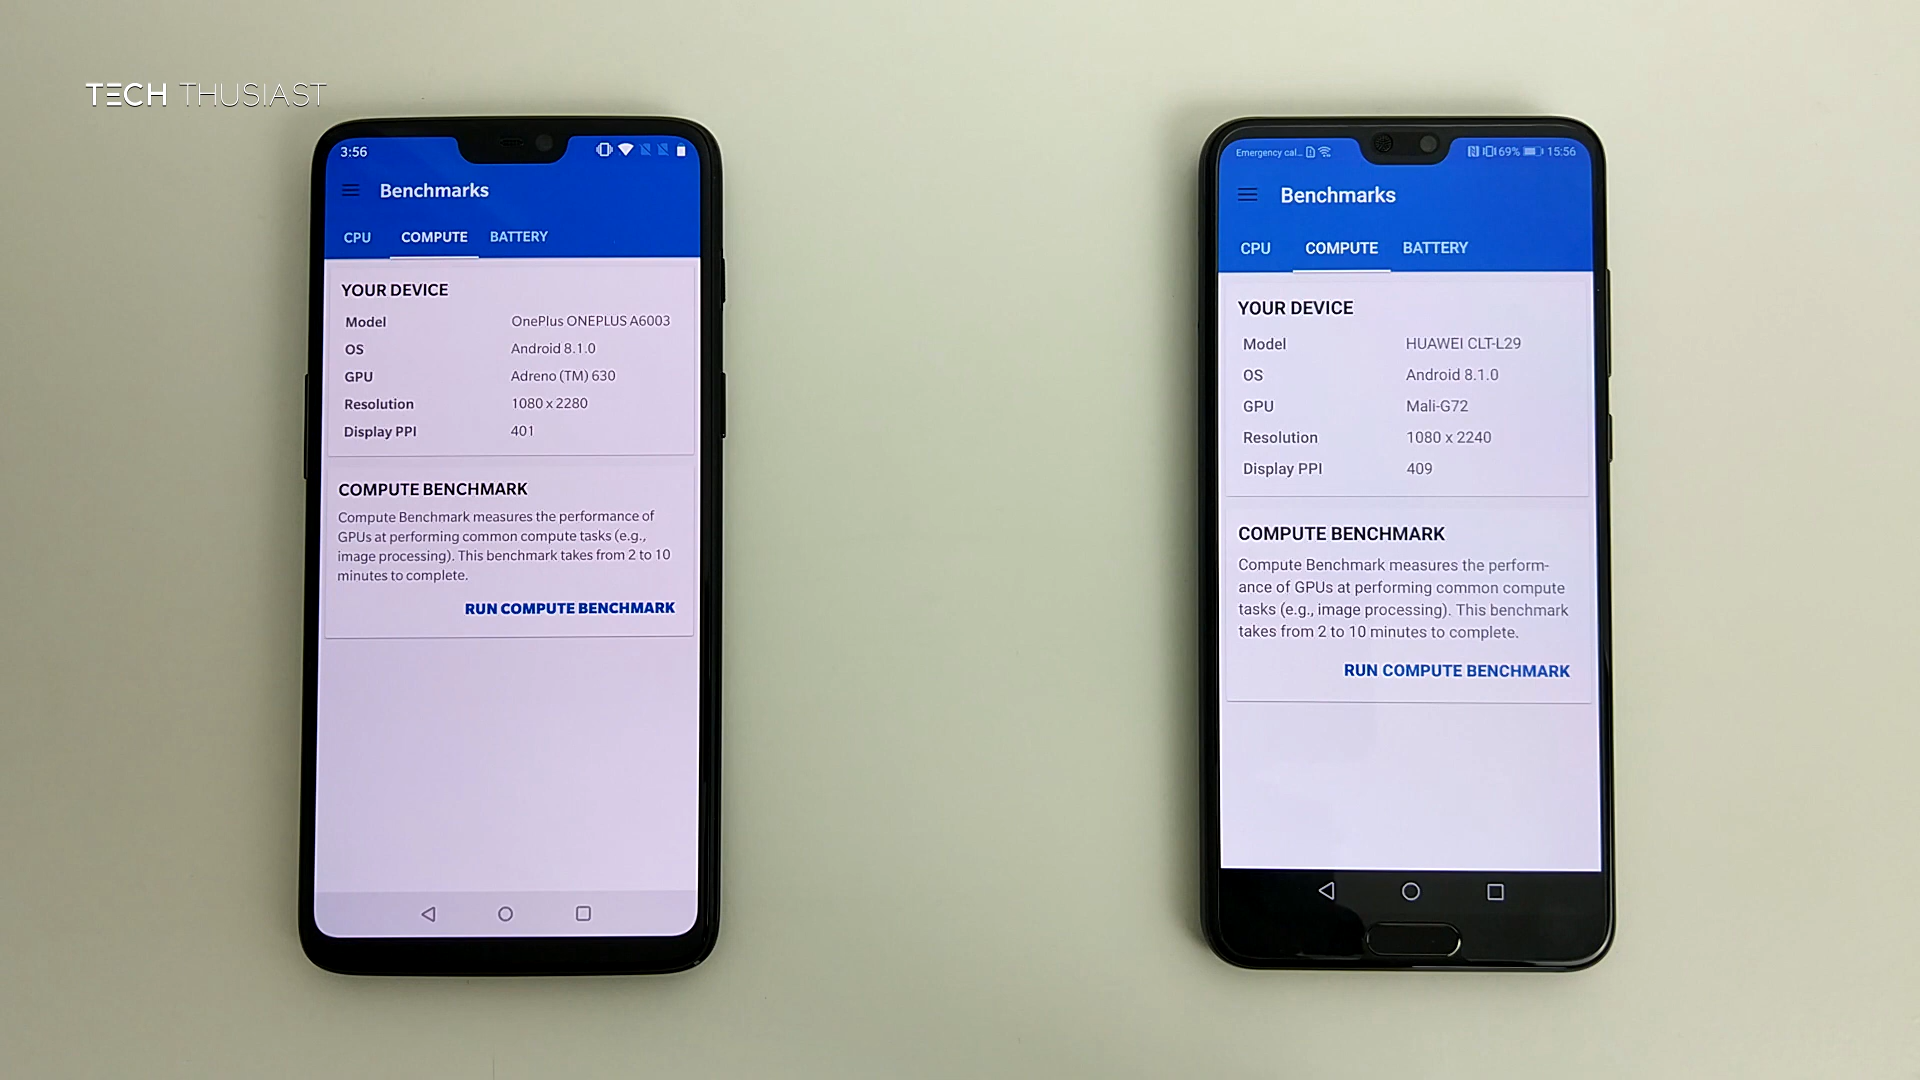 TECH THUSIAST
3:56
Benchmarks
CPU COMPUTE BATTERY
YOUR DEVICE
Model OnePlus ONEPLUS A6003
OS Android 8.1.0
GPU Adreno (TM) 630
Resolution 1080 x 2280
Display PPI 401
COMPUTE BENCHMARK
Compute Benchmark measures the performance of
GPUs at performing common compute tasks (e.g.,
image processing). This benchmark takes from 2 to 10
minutes to complete.
RUN COMPUTE BENCHMARK
Emergency cal... 69% 15:56
Benchmarks
CPU COMPUTE BATTERY
YOUR DEVICE
Model HUAWEI CLT-L29
OS Android 8.1.0
GPU Mali-G72
Resolution 1080 x 2240
Display PPI 409
COMPUTE BENCHMARK
Compute Benchmark measures the perform-
ance of GPUs at performing common compute
tasks (e.g., image processing). This benchmark
takes from 2 to 10 minutes to complete.
RUN COMPUTE BENCHMARK